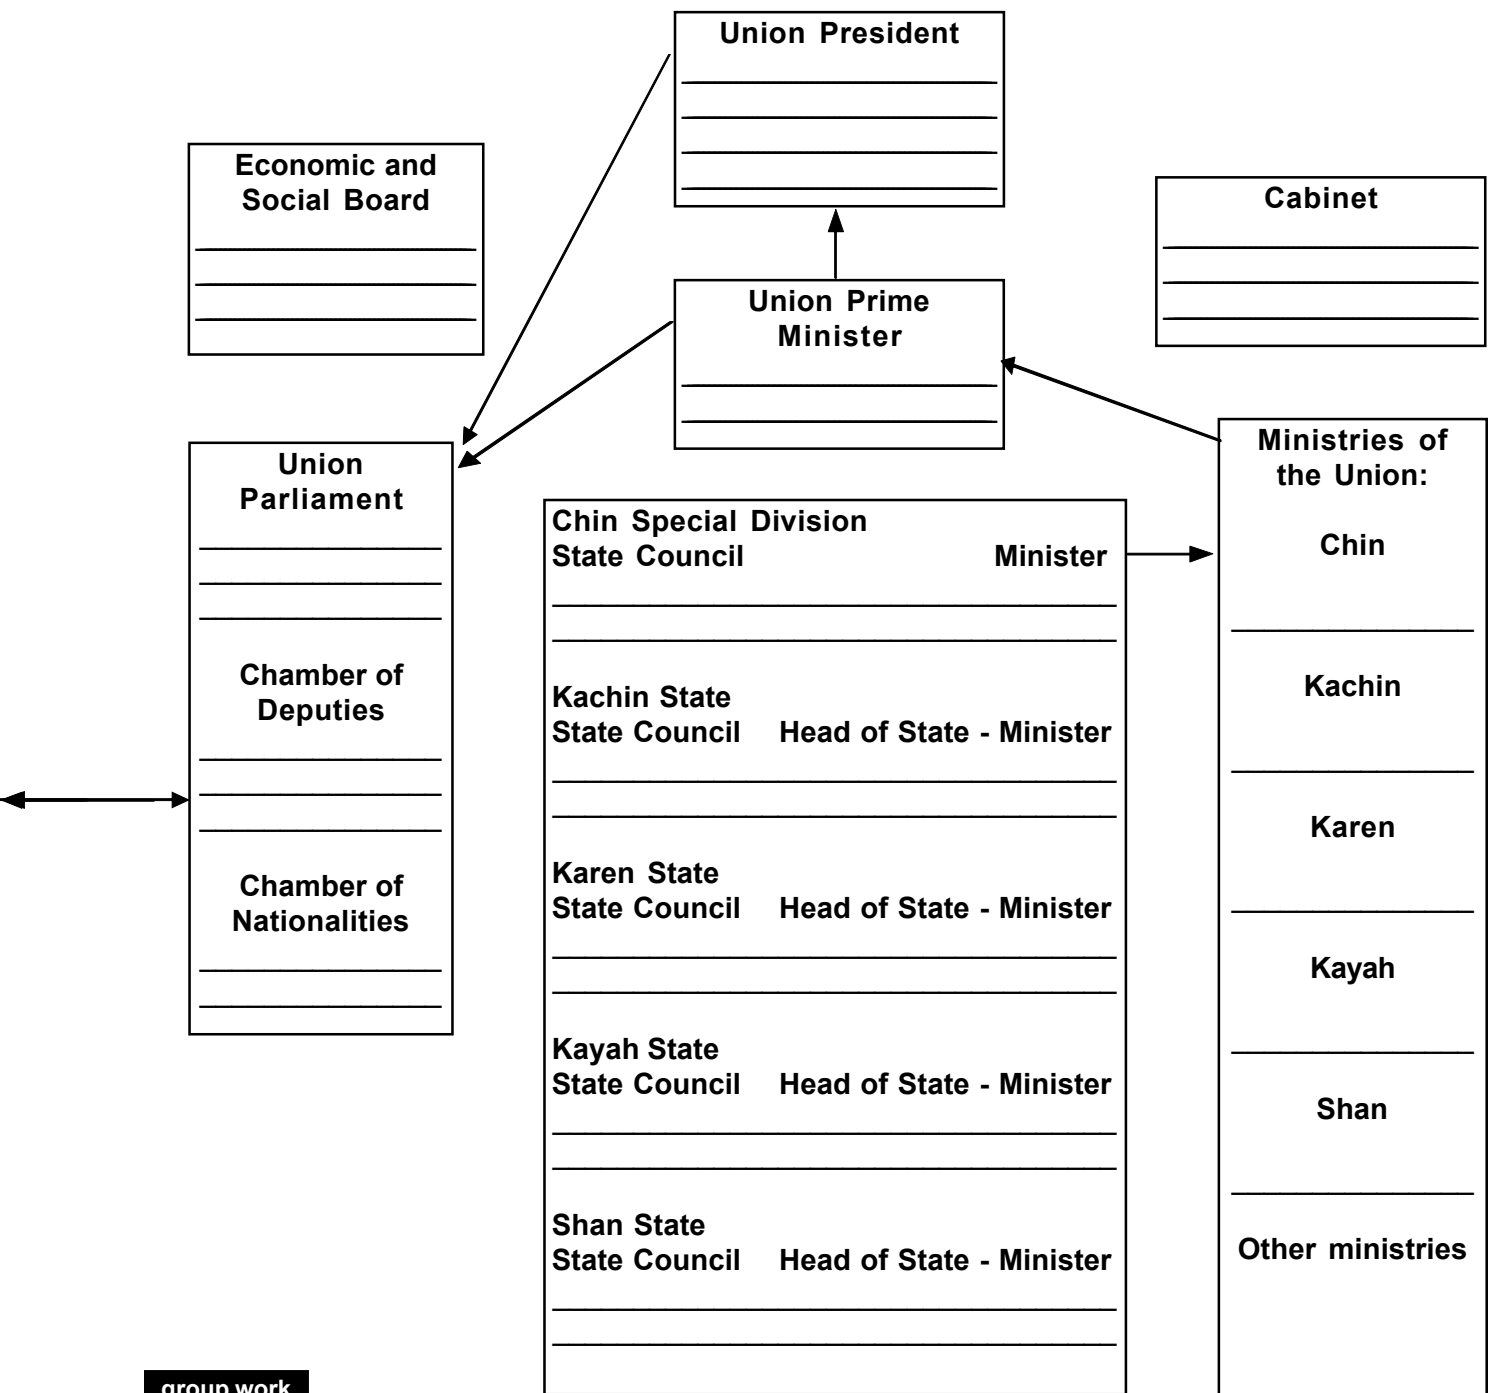 Union President
Economic and
Social Board
Cabinet
Union Prime
Minister
Union
Parliament
Chamber of
Deputies
Chamber of
Nationalities
Chin Special Division
State Council Minister
Kachin State
State Council Head of State - Minister
Karen State
State Council Head of State - Minister
Kayah State
State Council Head of State - Minister
Shan State
State Council Head of State - Minister
Ministries of
the Union:
Chin
Kachin
Karen
Kayah
Shan
Other ministries
group work